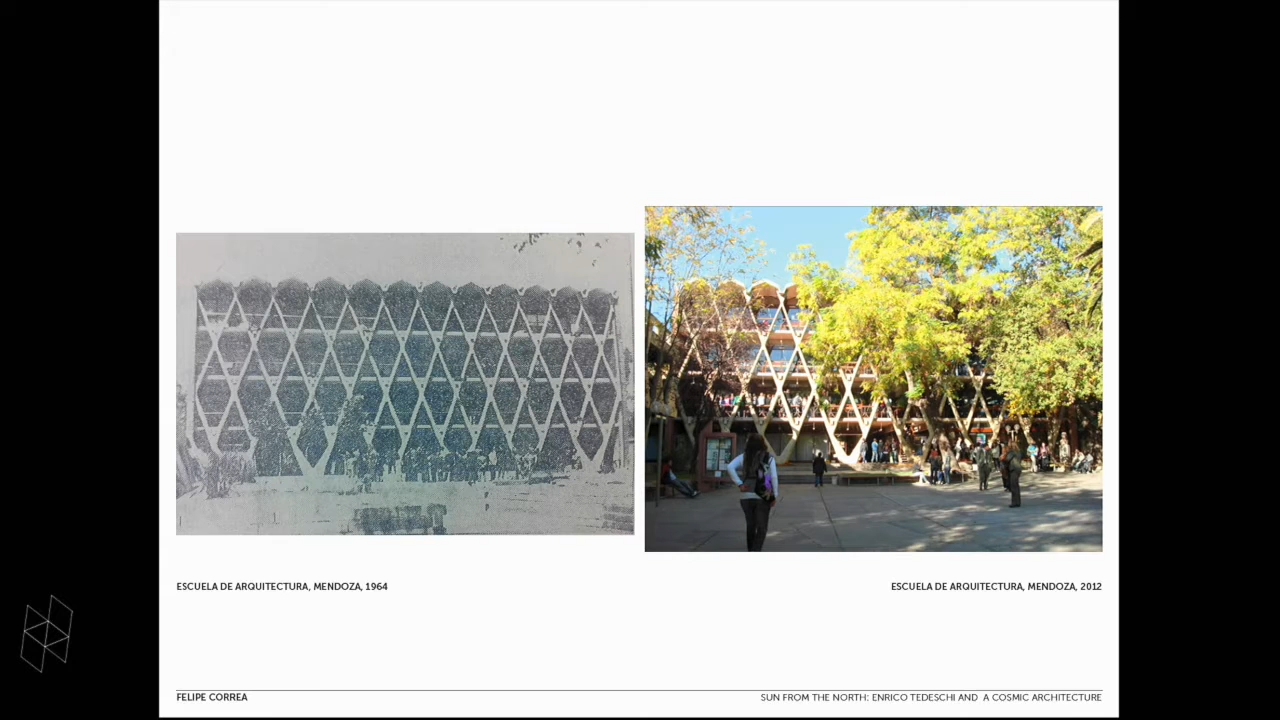 ESCUELA DE ARQUITECTURA, MENDOZA, 1964
ESCUELA DE ARQUITECTURA, MENDOZA, 2012
FELIPE CORREA
SUN FROM THE NORTH: ENRICO TEDESCHI AND A COSMIC ARCHITECTURE